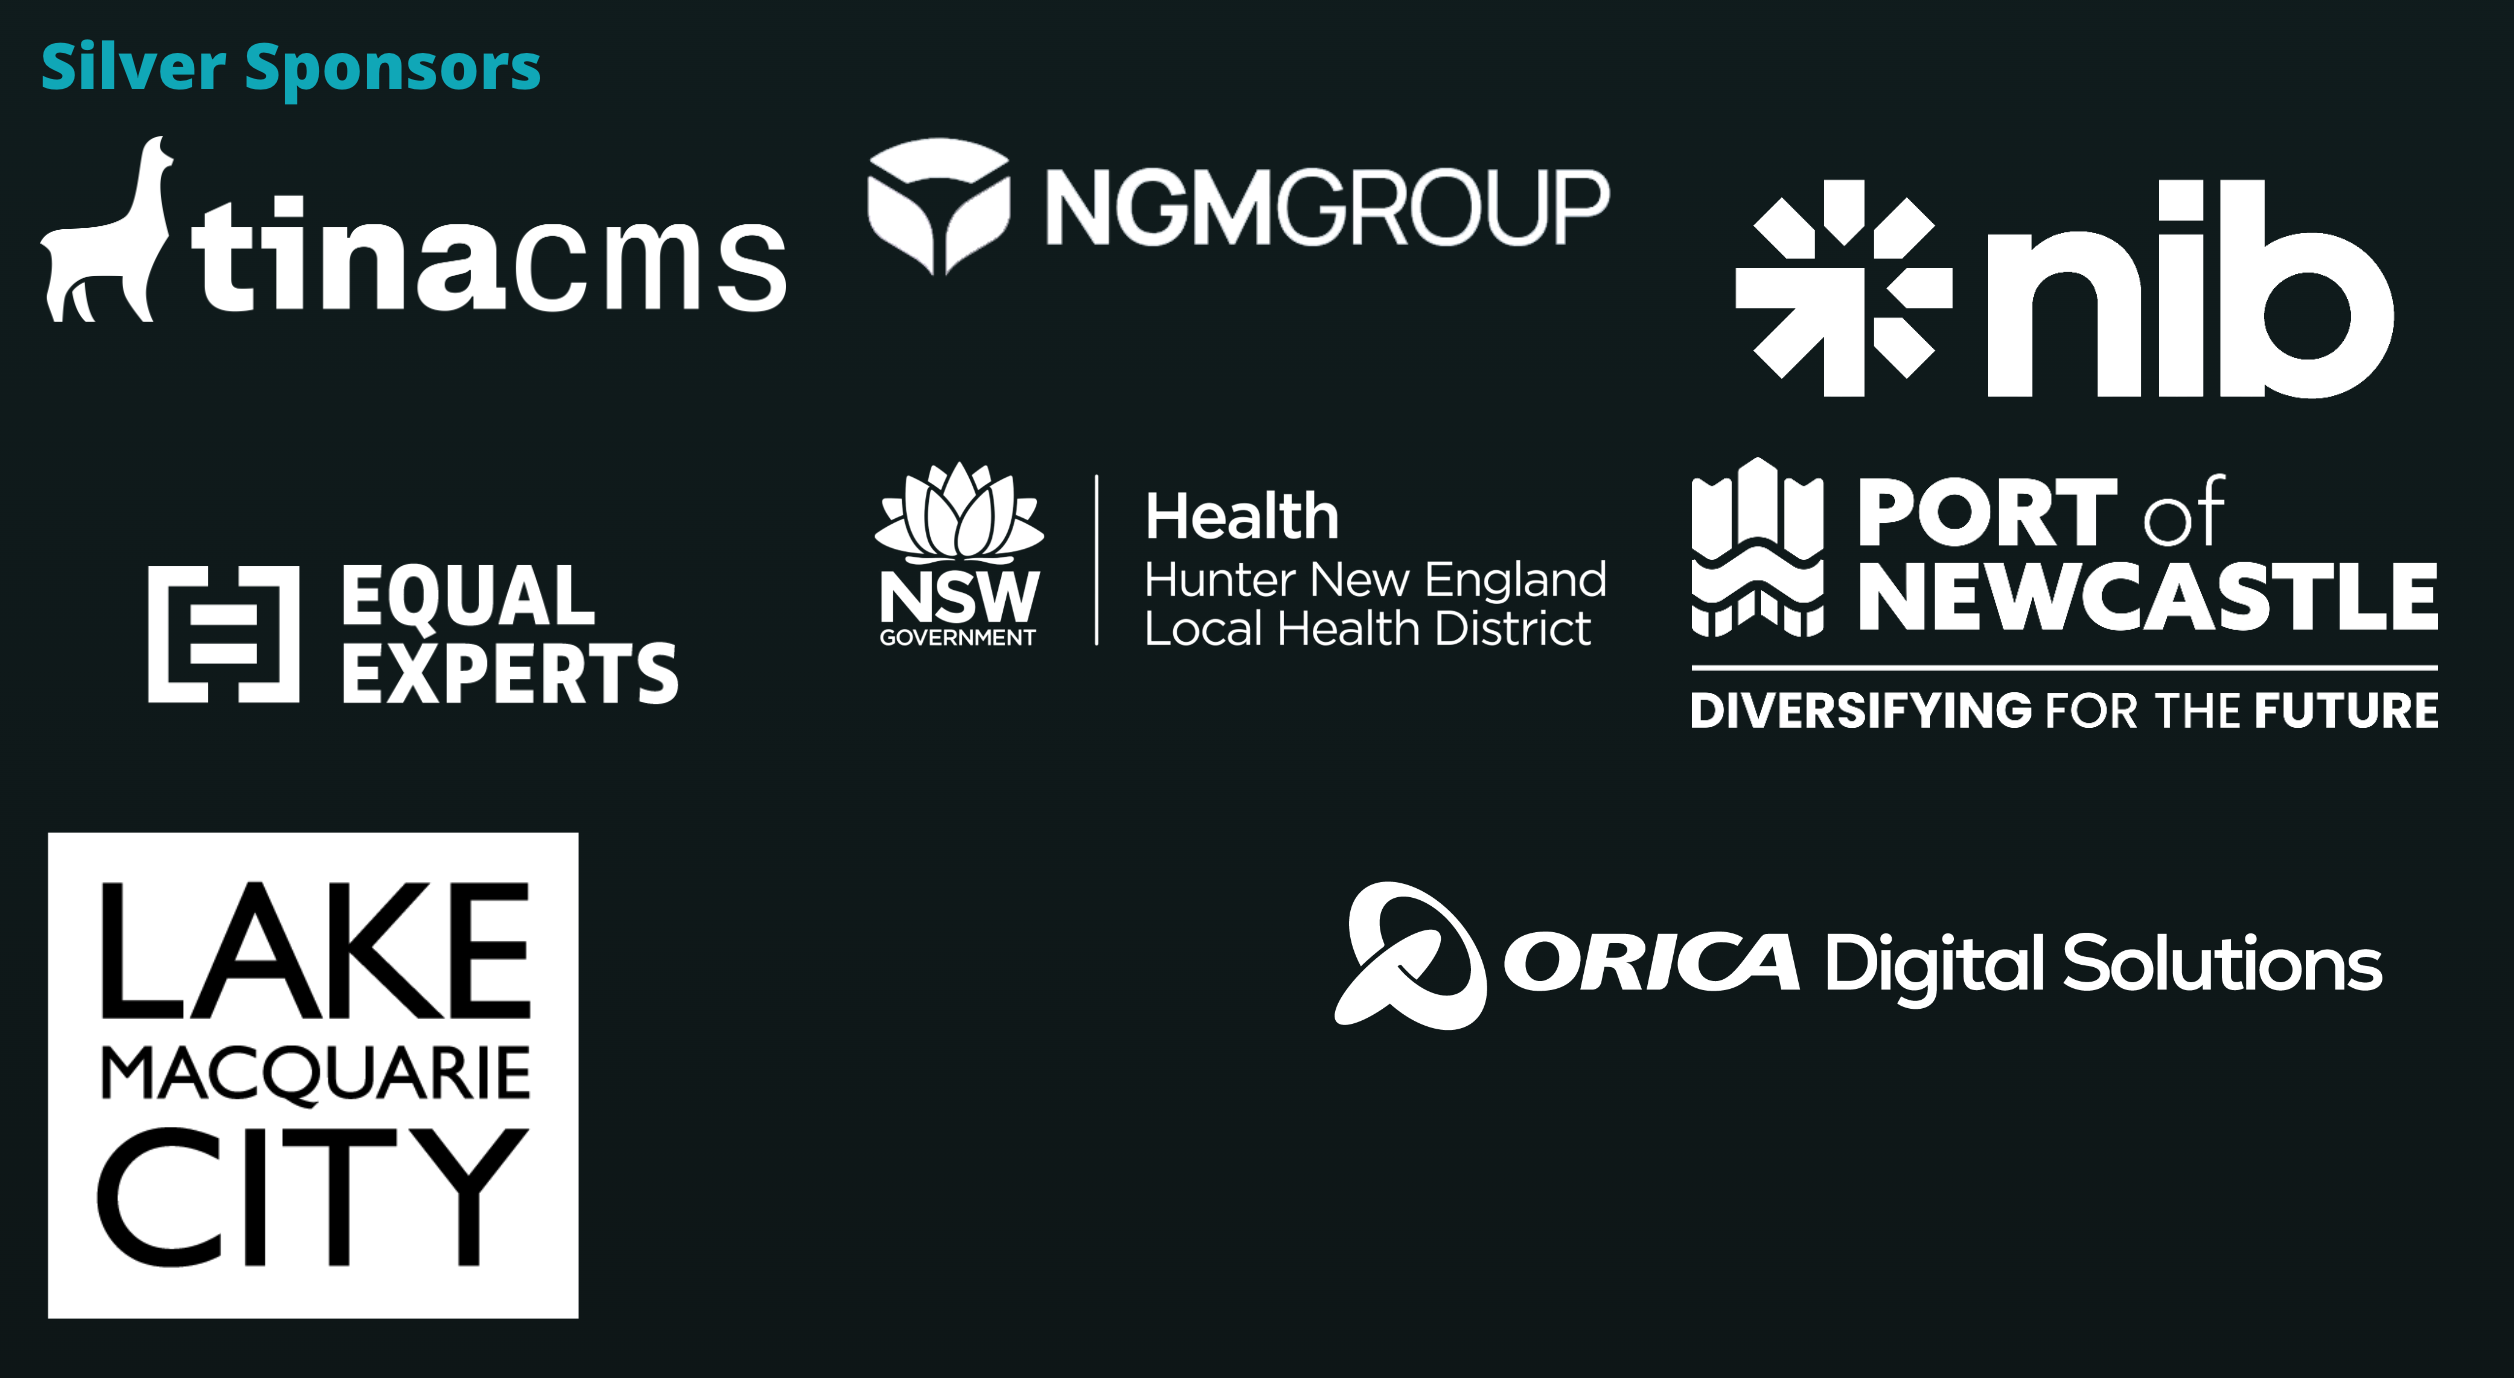 Silver Sponsors
tinacms
NGMGROUP
nib
EQUAL
EXPERTS
NSW
GOVERNMENT
Health
Hunter New England
Local Health District
PORT of
NEWCASTLE
DIVERSIFYING FOR THE FUTURE
LAKE
MACQUARIE
CITY
ORICA Digital Solutions